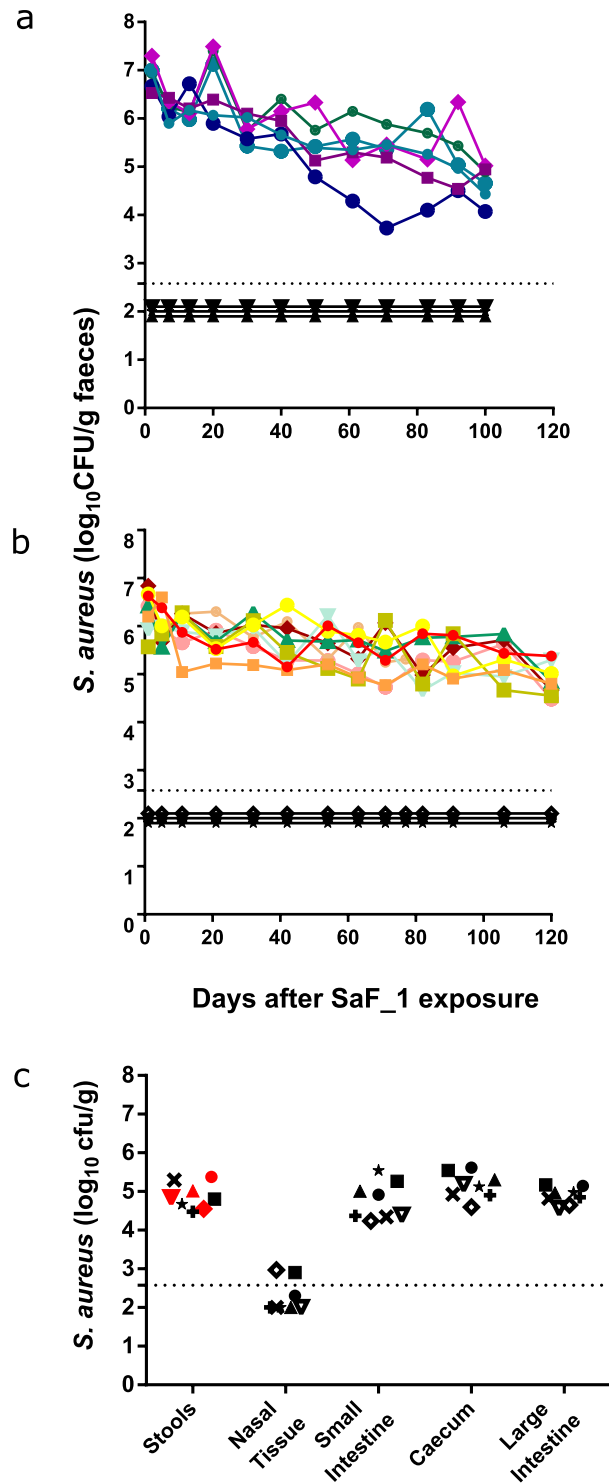 a
8
7
6
5
4
3
2
1
0
0
20
40
60
80
100
120
S. aureus (log10CFU/g faeces)
b
8
7
6
5
4
3
2
1
0
0
20
40
60
80
100
120
Days after SaF_1 exposure
c
S. aureus (log10 cfu/g)
8
7
6
5
4
3
2
1
0
Stools
Nasal
Tissue
Small
Intestine
Caecum
Large
Intestine